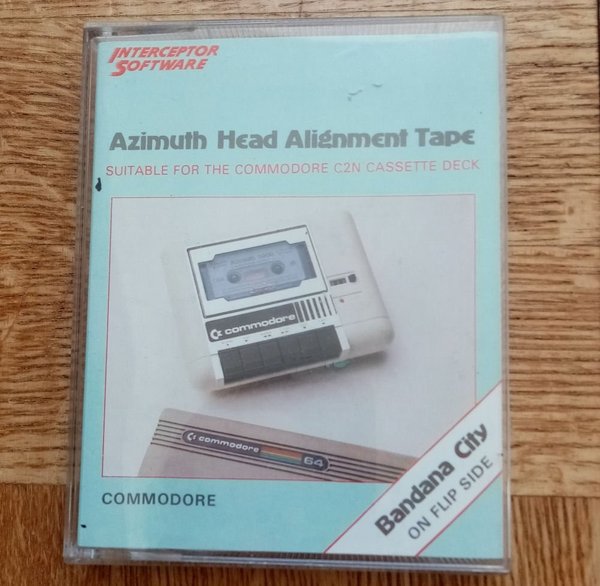 INTERCEPTOR
SOFTWARE
Azimuth Head Alignment Tape
SUITABLE FOR THE COMMODORE C2N CASSETTE DECK
commodore
commodore 64
COMMODORE
Bandana City
ON FLIP SIDE